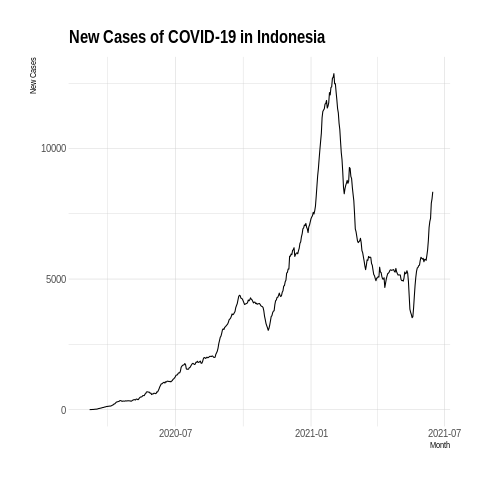 New Cases of COVID-19 in Indonesia
New Cases
10000
5000
0
2020-07
2021-01
2021-07
Month